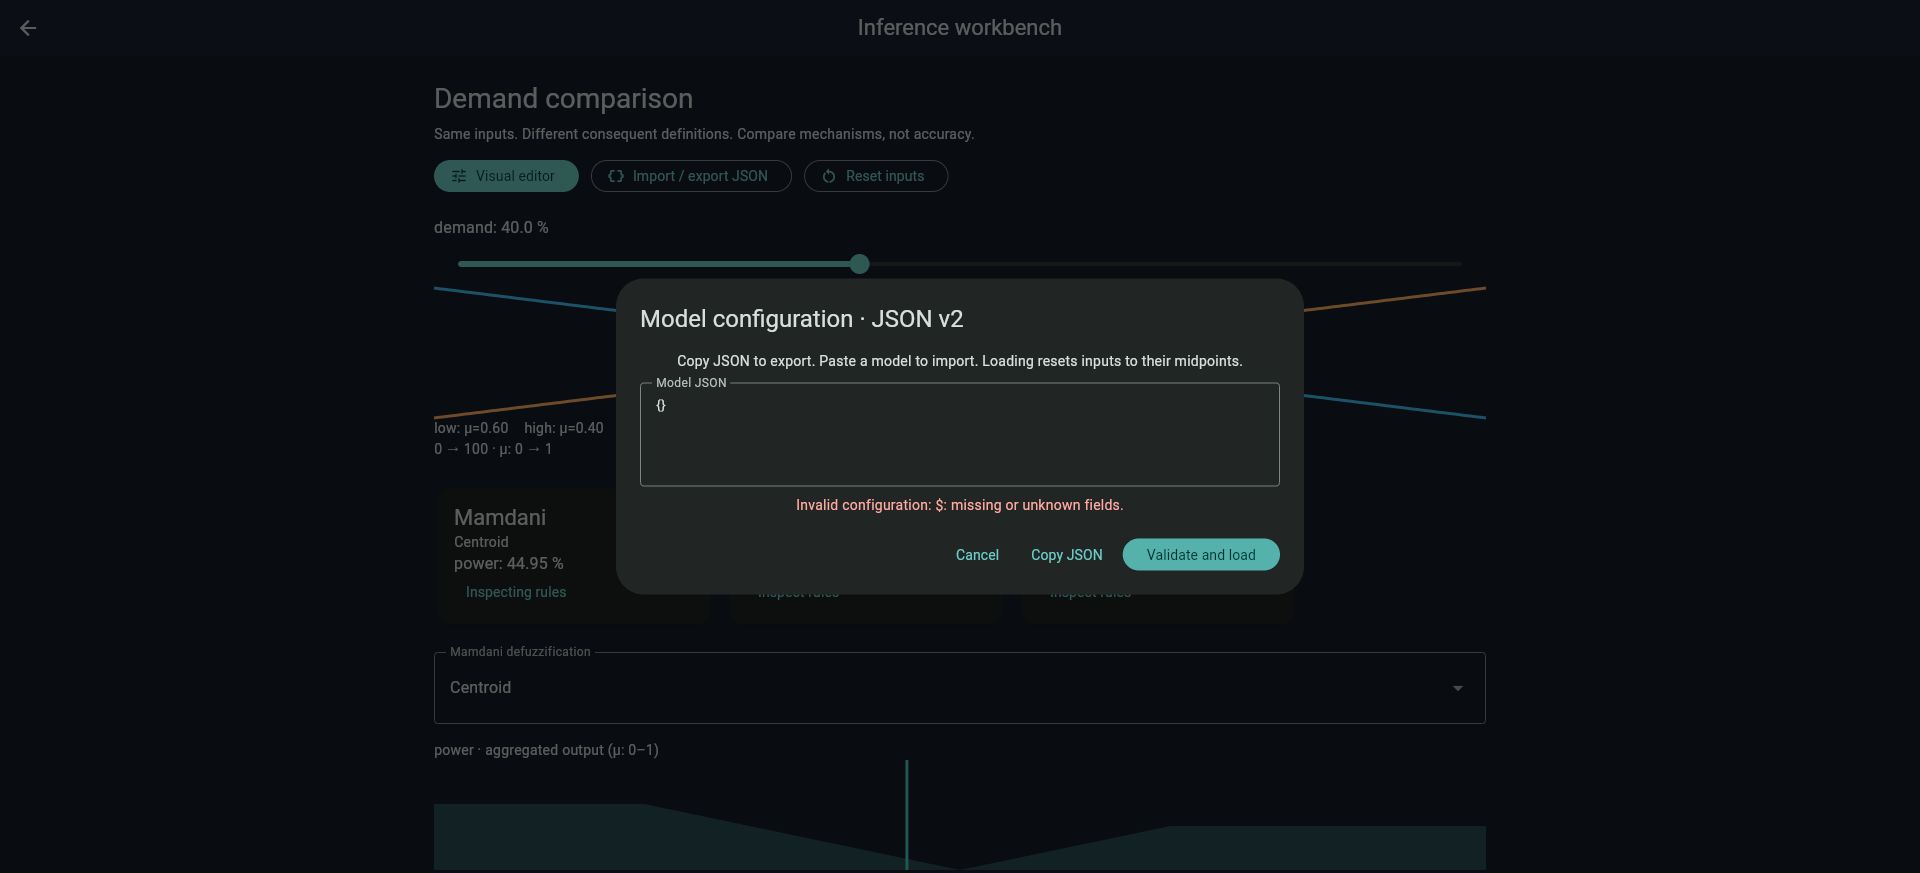 Inference workbench
Demand comparison
Same inputs. Different consequent definitions. Compare mechanisms, not accuracy.
Visual editor
Import / export JSON
Reset inputs
demand: 40.0 %
Model configuration · JSON v2
Copy JSON to export. Paste a model to import. Loading resets inputs to their midpoints.
Model JSON
{}
Invalid configuration: $: missing or unknown fields.
Cancel
Copy JSON
Validate and load
low: μ=0.60 high: μ=0.40
0 → 100 · μ: 0 → 1
Mamdani
Centroid
power: 44.95 %
Inspecting rules
Inspect rules
Inspect rules
Mamdani defuzzification
Centroid
power · aggregated output (μ: 0–1)